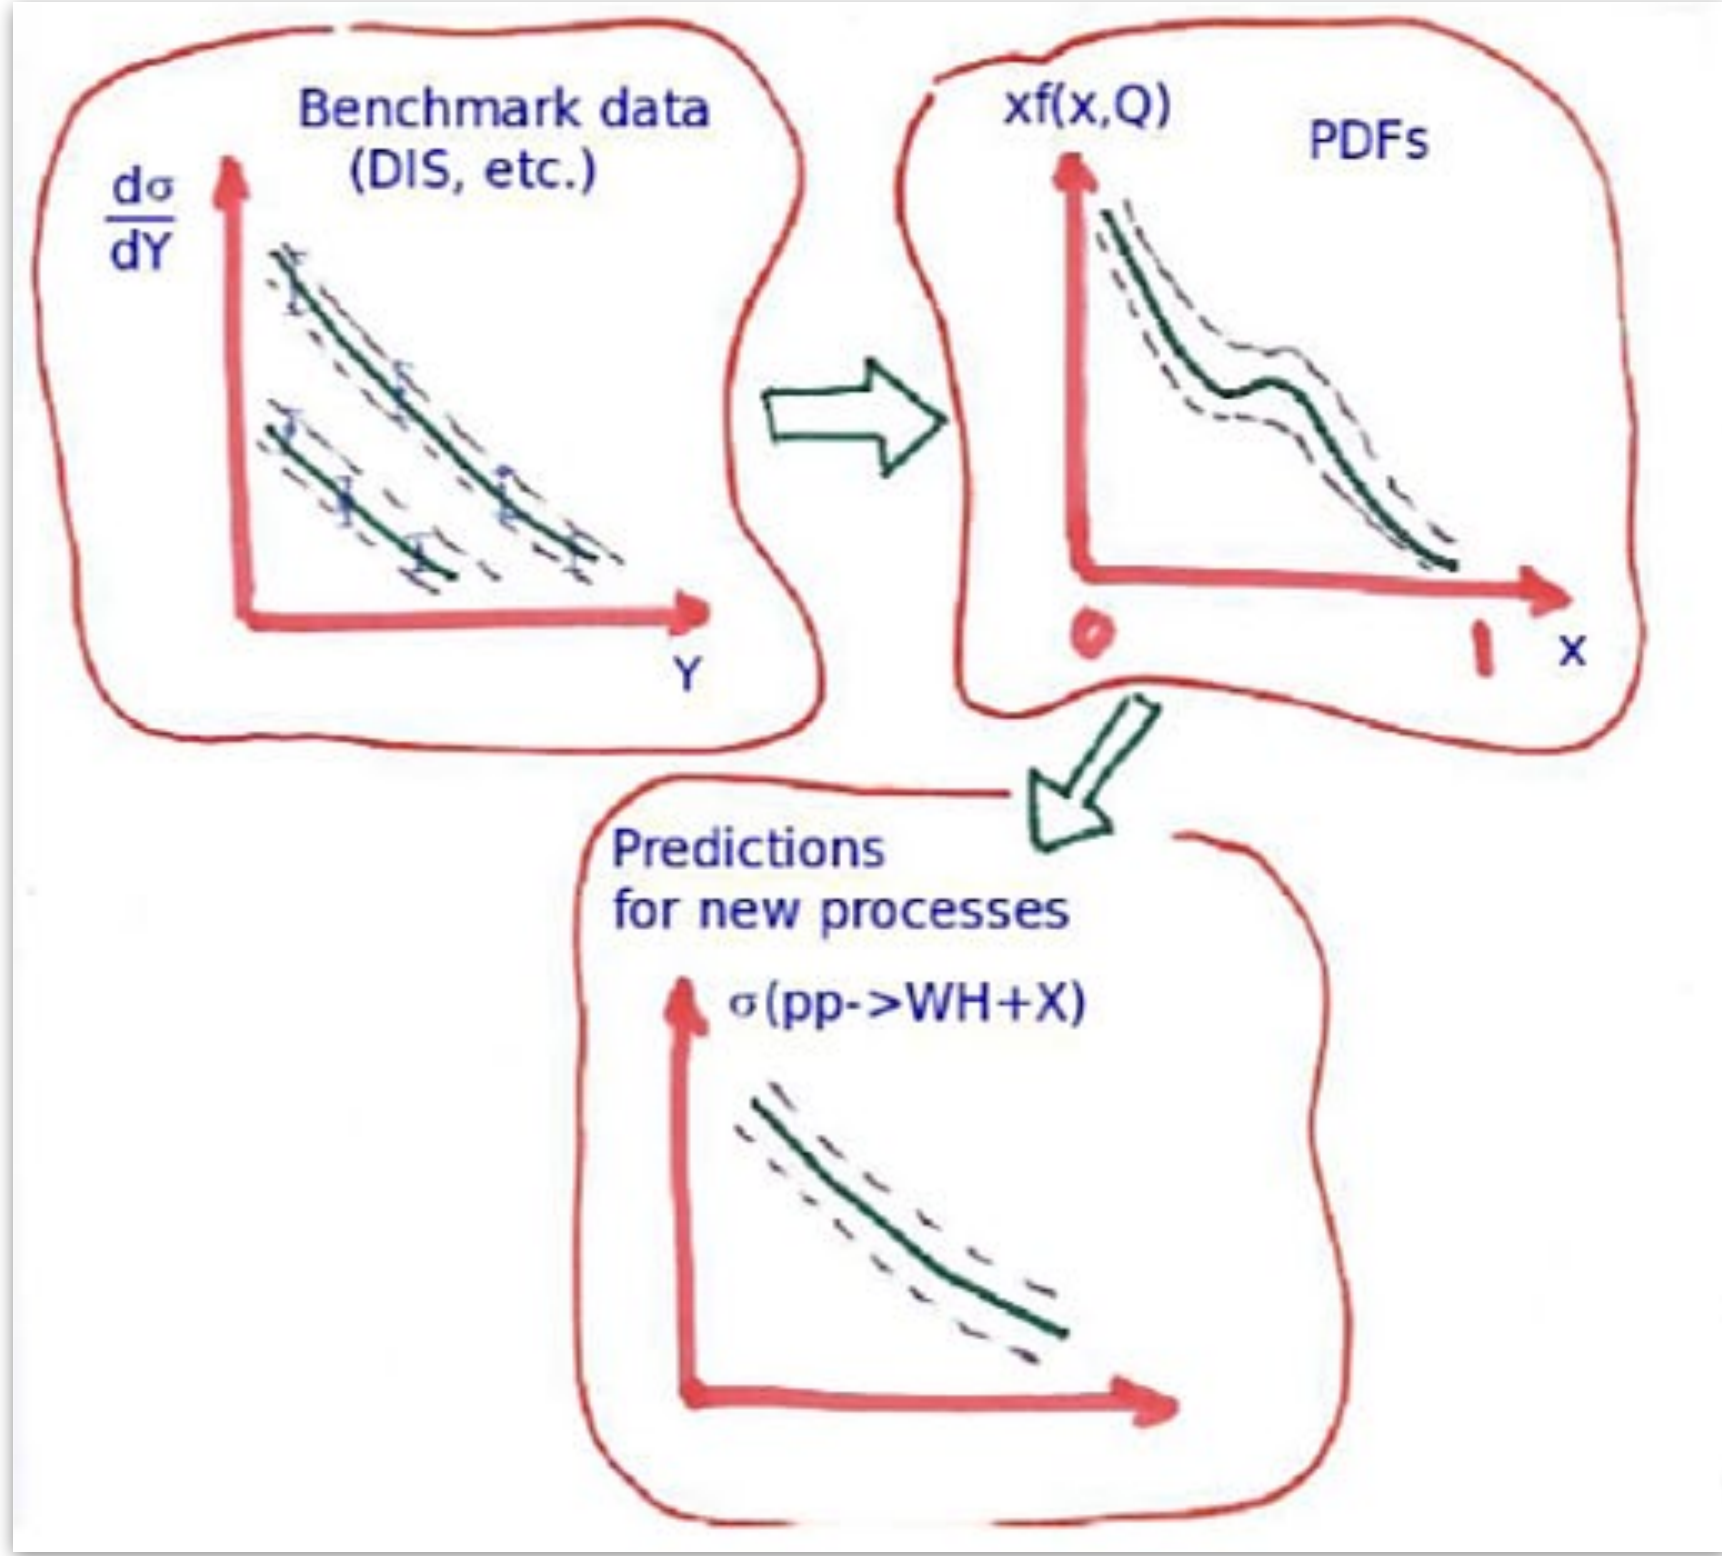 Benchmark data
(DIS, etc.)
dσ
dY
Y
xf(x,Q)
PDFs
0
1
x
Predictions
for new processes
σ(pp->WH+X)